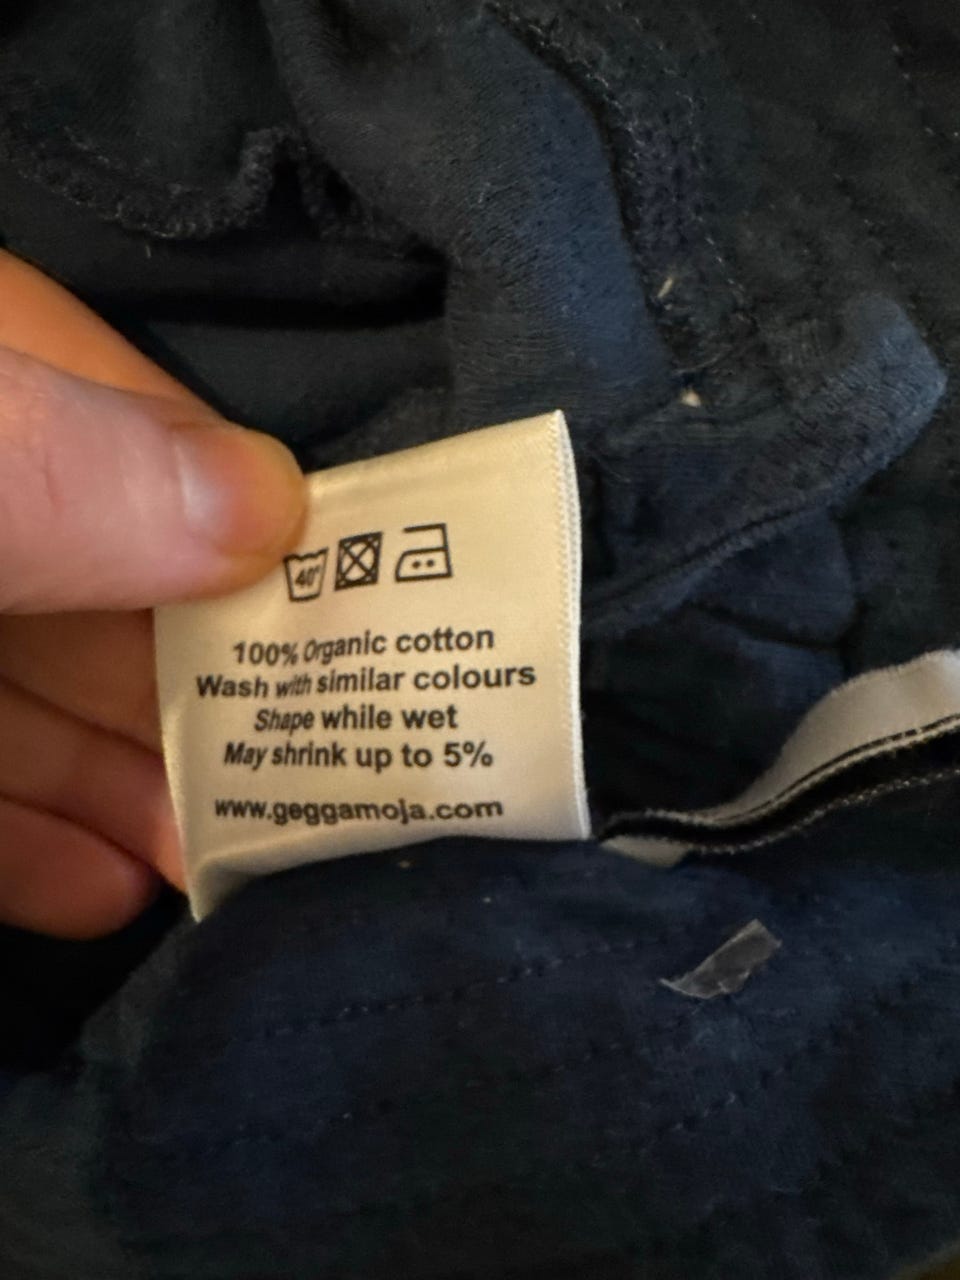 40°
100% Organic cotton
Wash with similar colours
Shape while wet
May shrink up to 5%
www.geggamoja.com